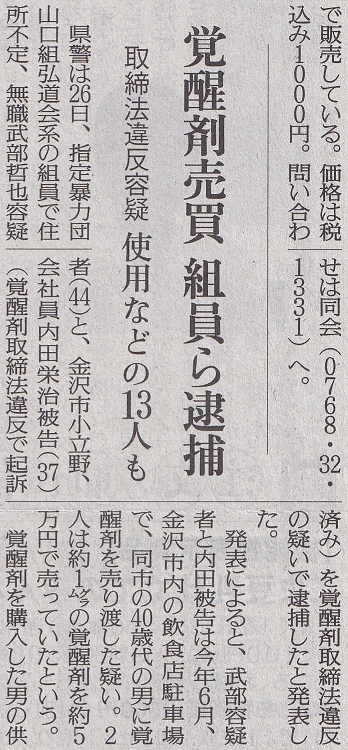 で販売している。価格は税
込み1000円。問い合わ
せは同会（0768・32・
1331）へ。
覚醒剤売買 組員ら逮捕
取締法違反容疑 使用などの13人も
県警は26日、指定暴力団
山口組弘道会系の組員で住
所不定、無職武部哲也容疑
者(44)と、金沢市小立野、
会社員内田栄治被告(37)
（覚醒剤取締法違反で起訴
済み）を覚醒剤取締法違反
の疑いで逮捕したと発表し
た。
発表によると、武部容疑
者と内田被告は今年6月、
金沢市内の飲食店駐車場
で、同市の40歳代の男に覚
醒剤を売り渡した疑い。2
人は約1㌘の覚醒剤を約5
万円で売っていたという。
覚醒剤を購入した男の供